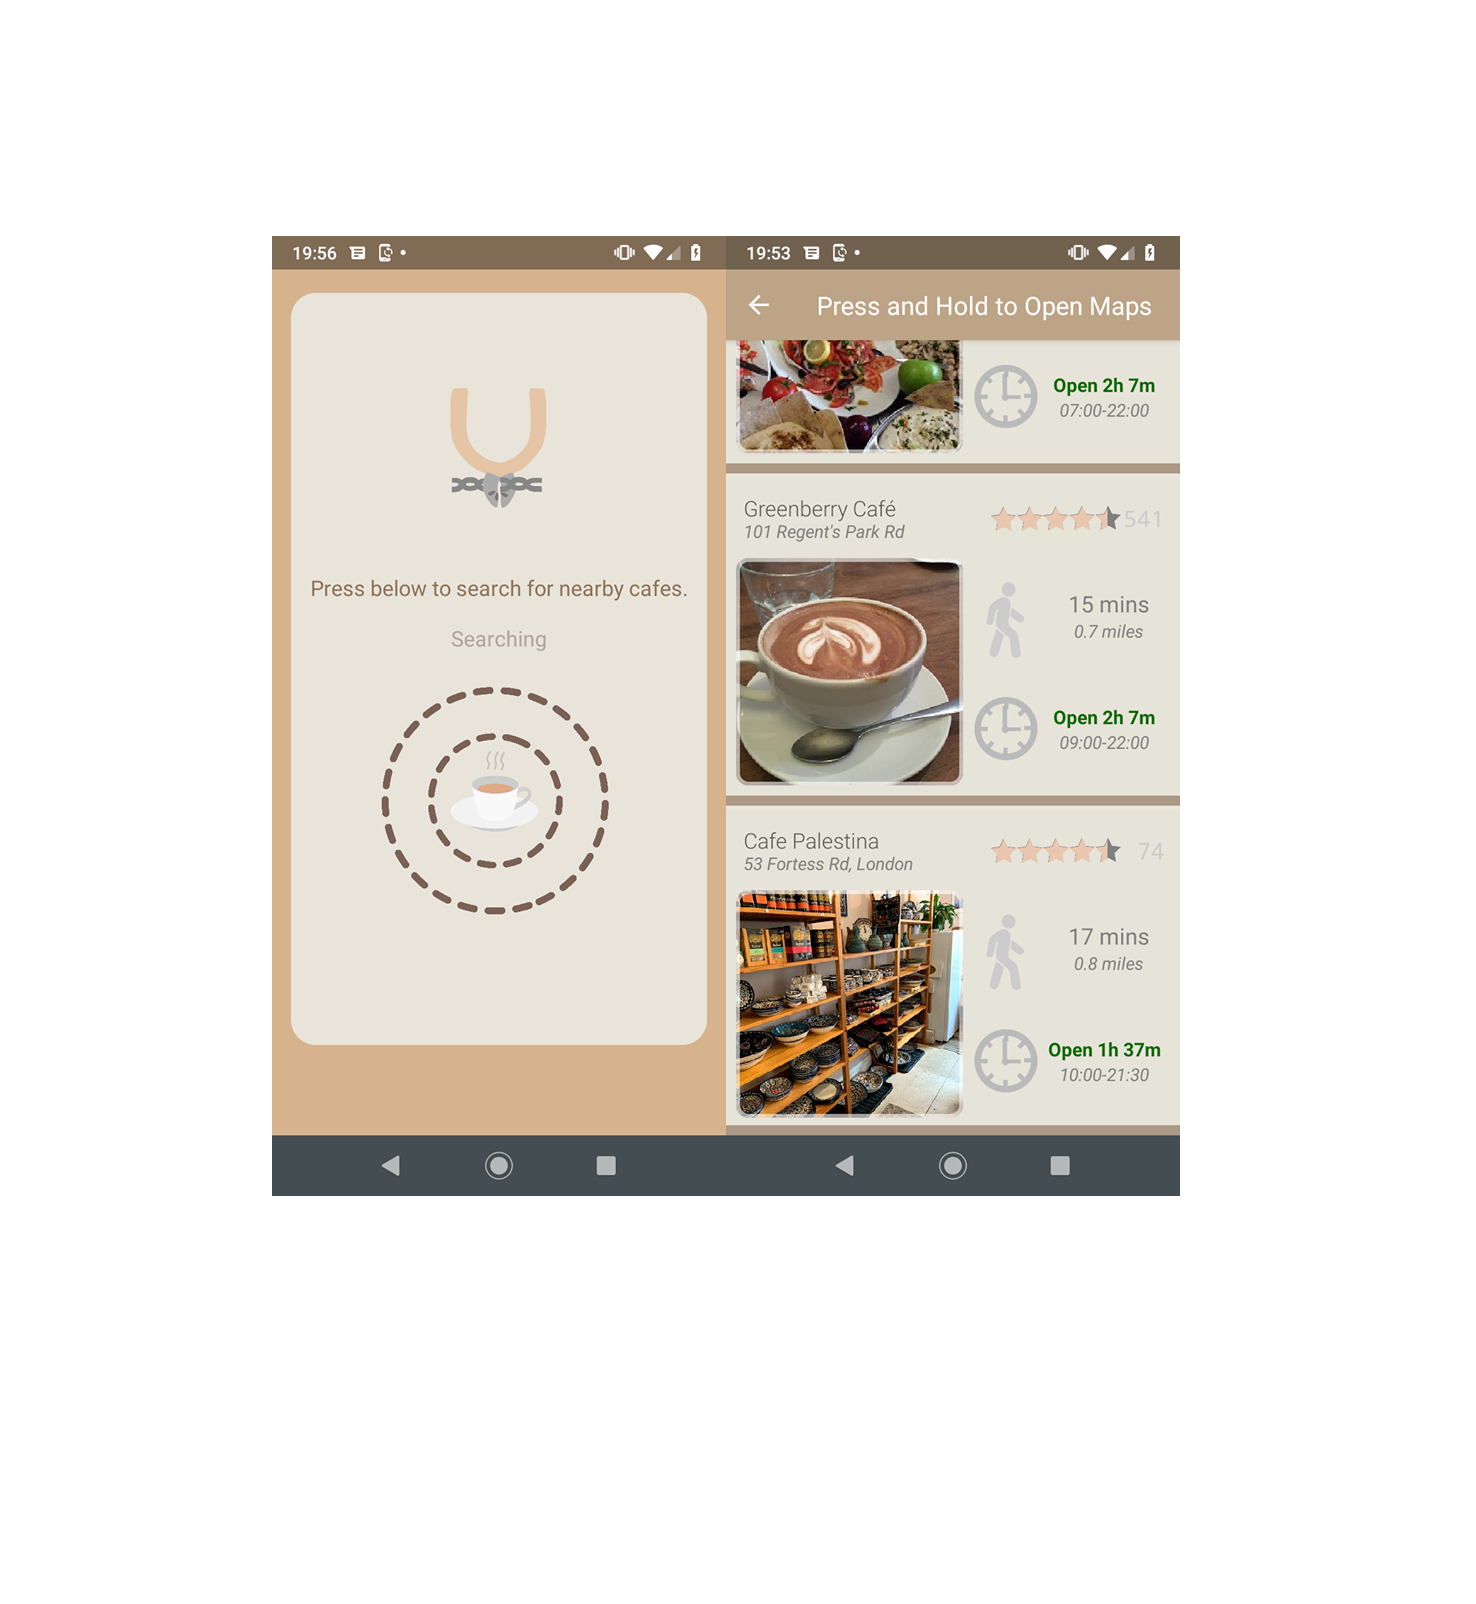 19:56
Press below to search for nearby cafes.
Searching
19:53
Press and Hold to Open Maps
Open 2h 7m
07:00-22:00
Greenberry Café
101 Regent's Park Rd
541
15 mins
0.7 miles
Open 2h 7m
09:00-22:00
Cafe Palestina
53 Fortess Rd, London
74
17 mins
0.8 miles
Open 1h 37m
10:00-21:30